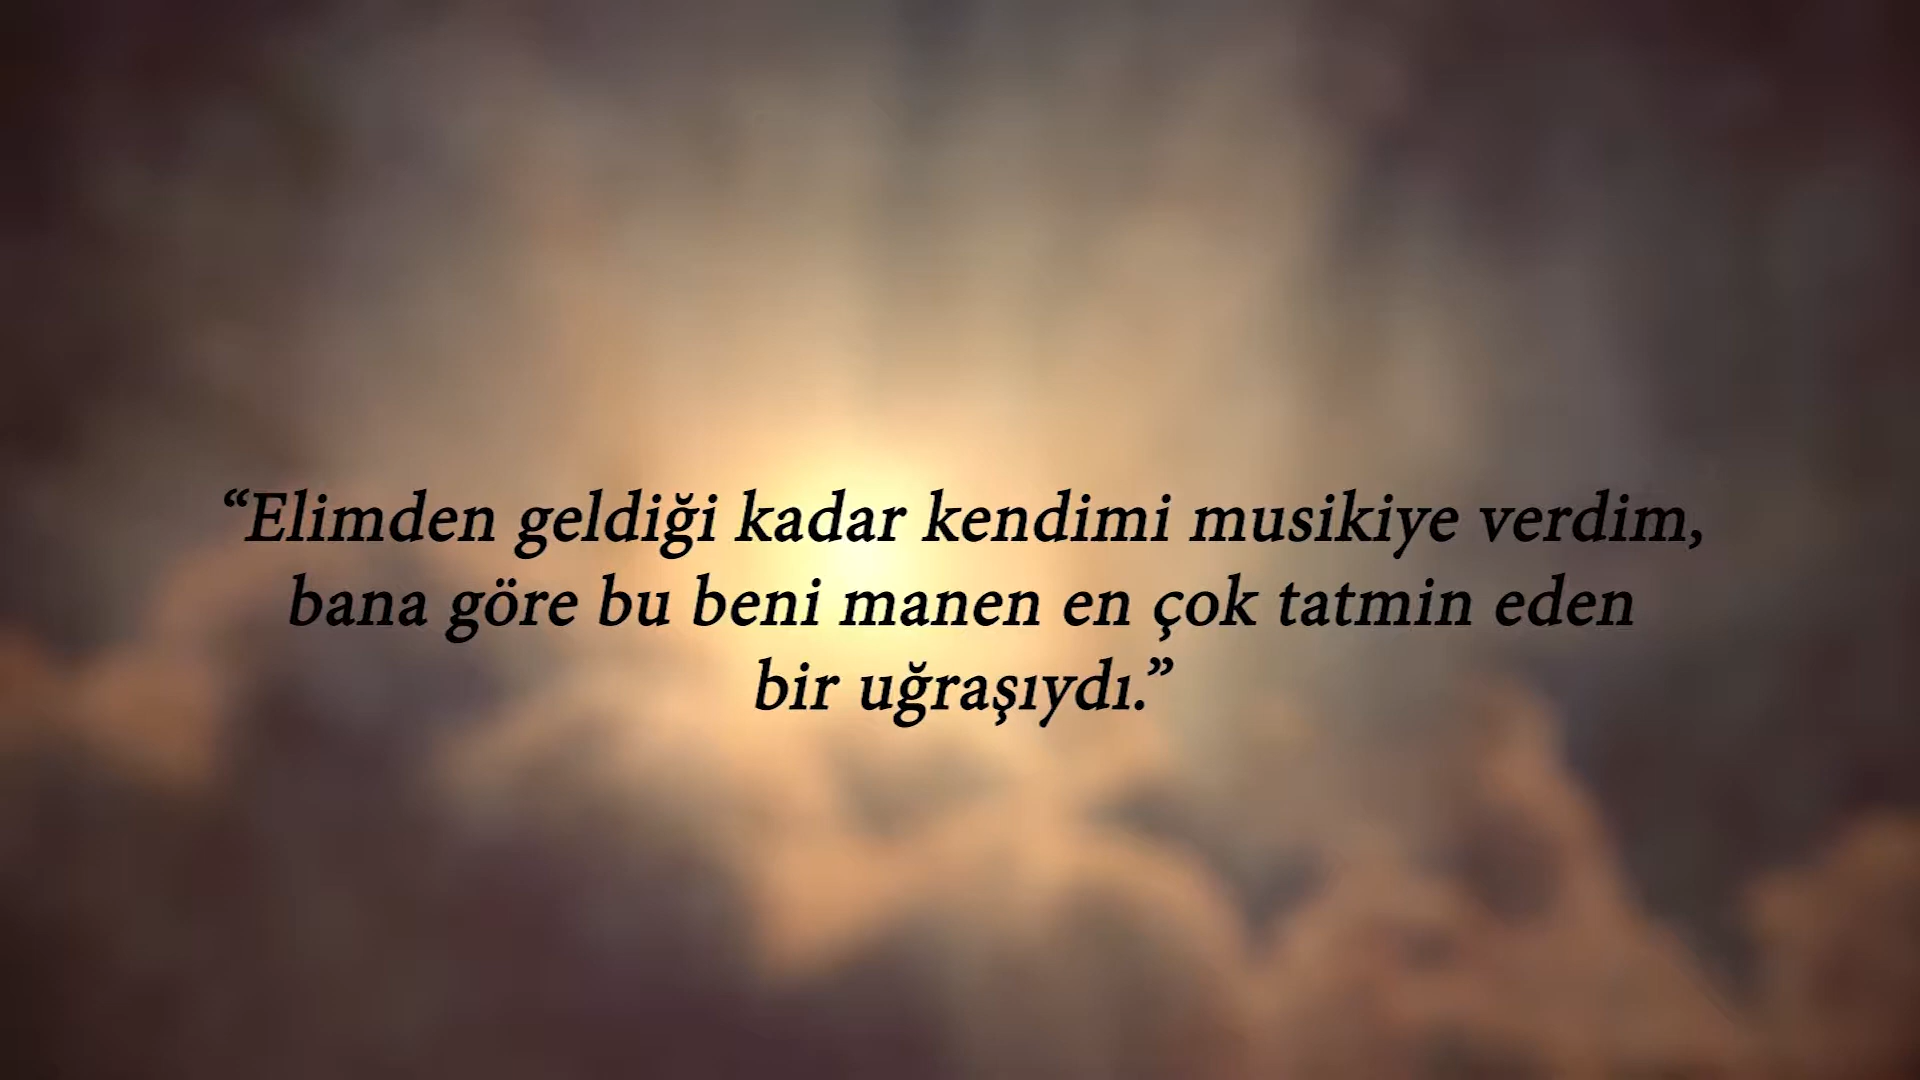 “Elimden geldiği kadar kendimi musikiye verdim,
bana göre bu beni manen en çok tatmin eden
bir uğraşıydı.”